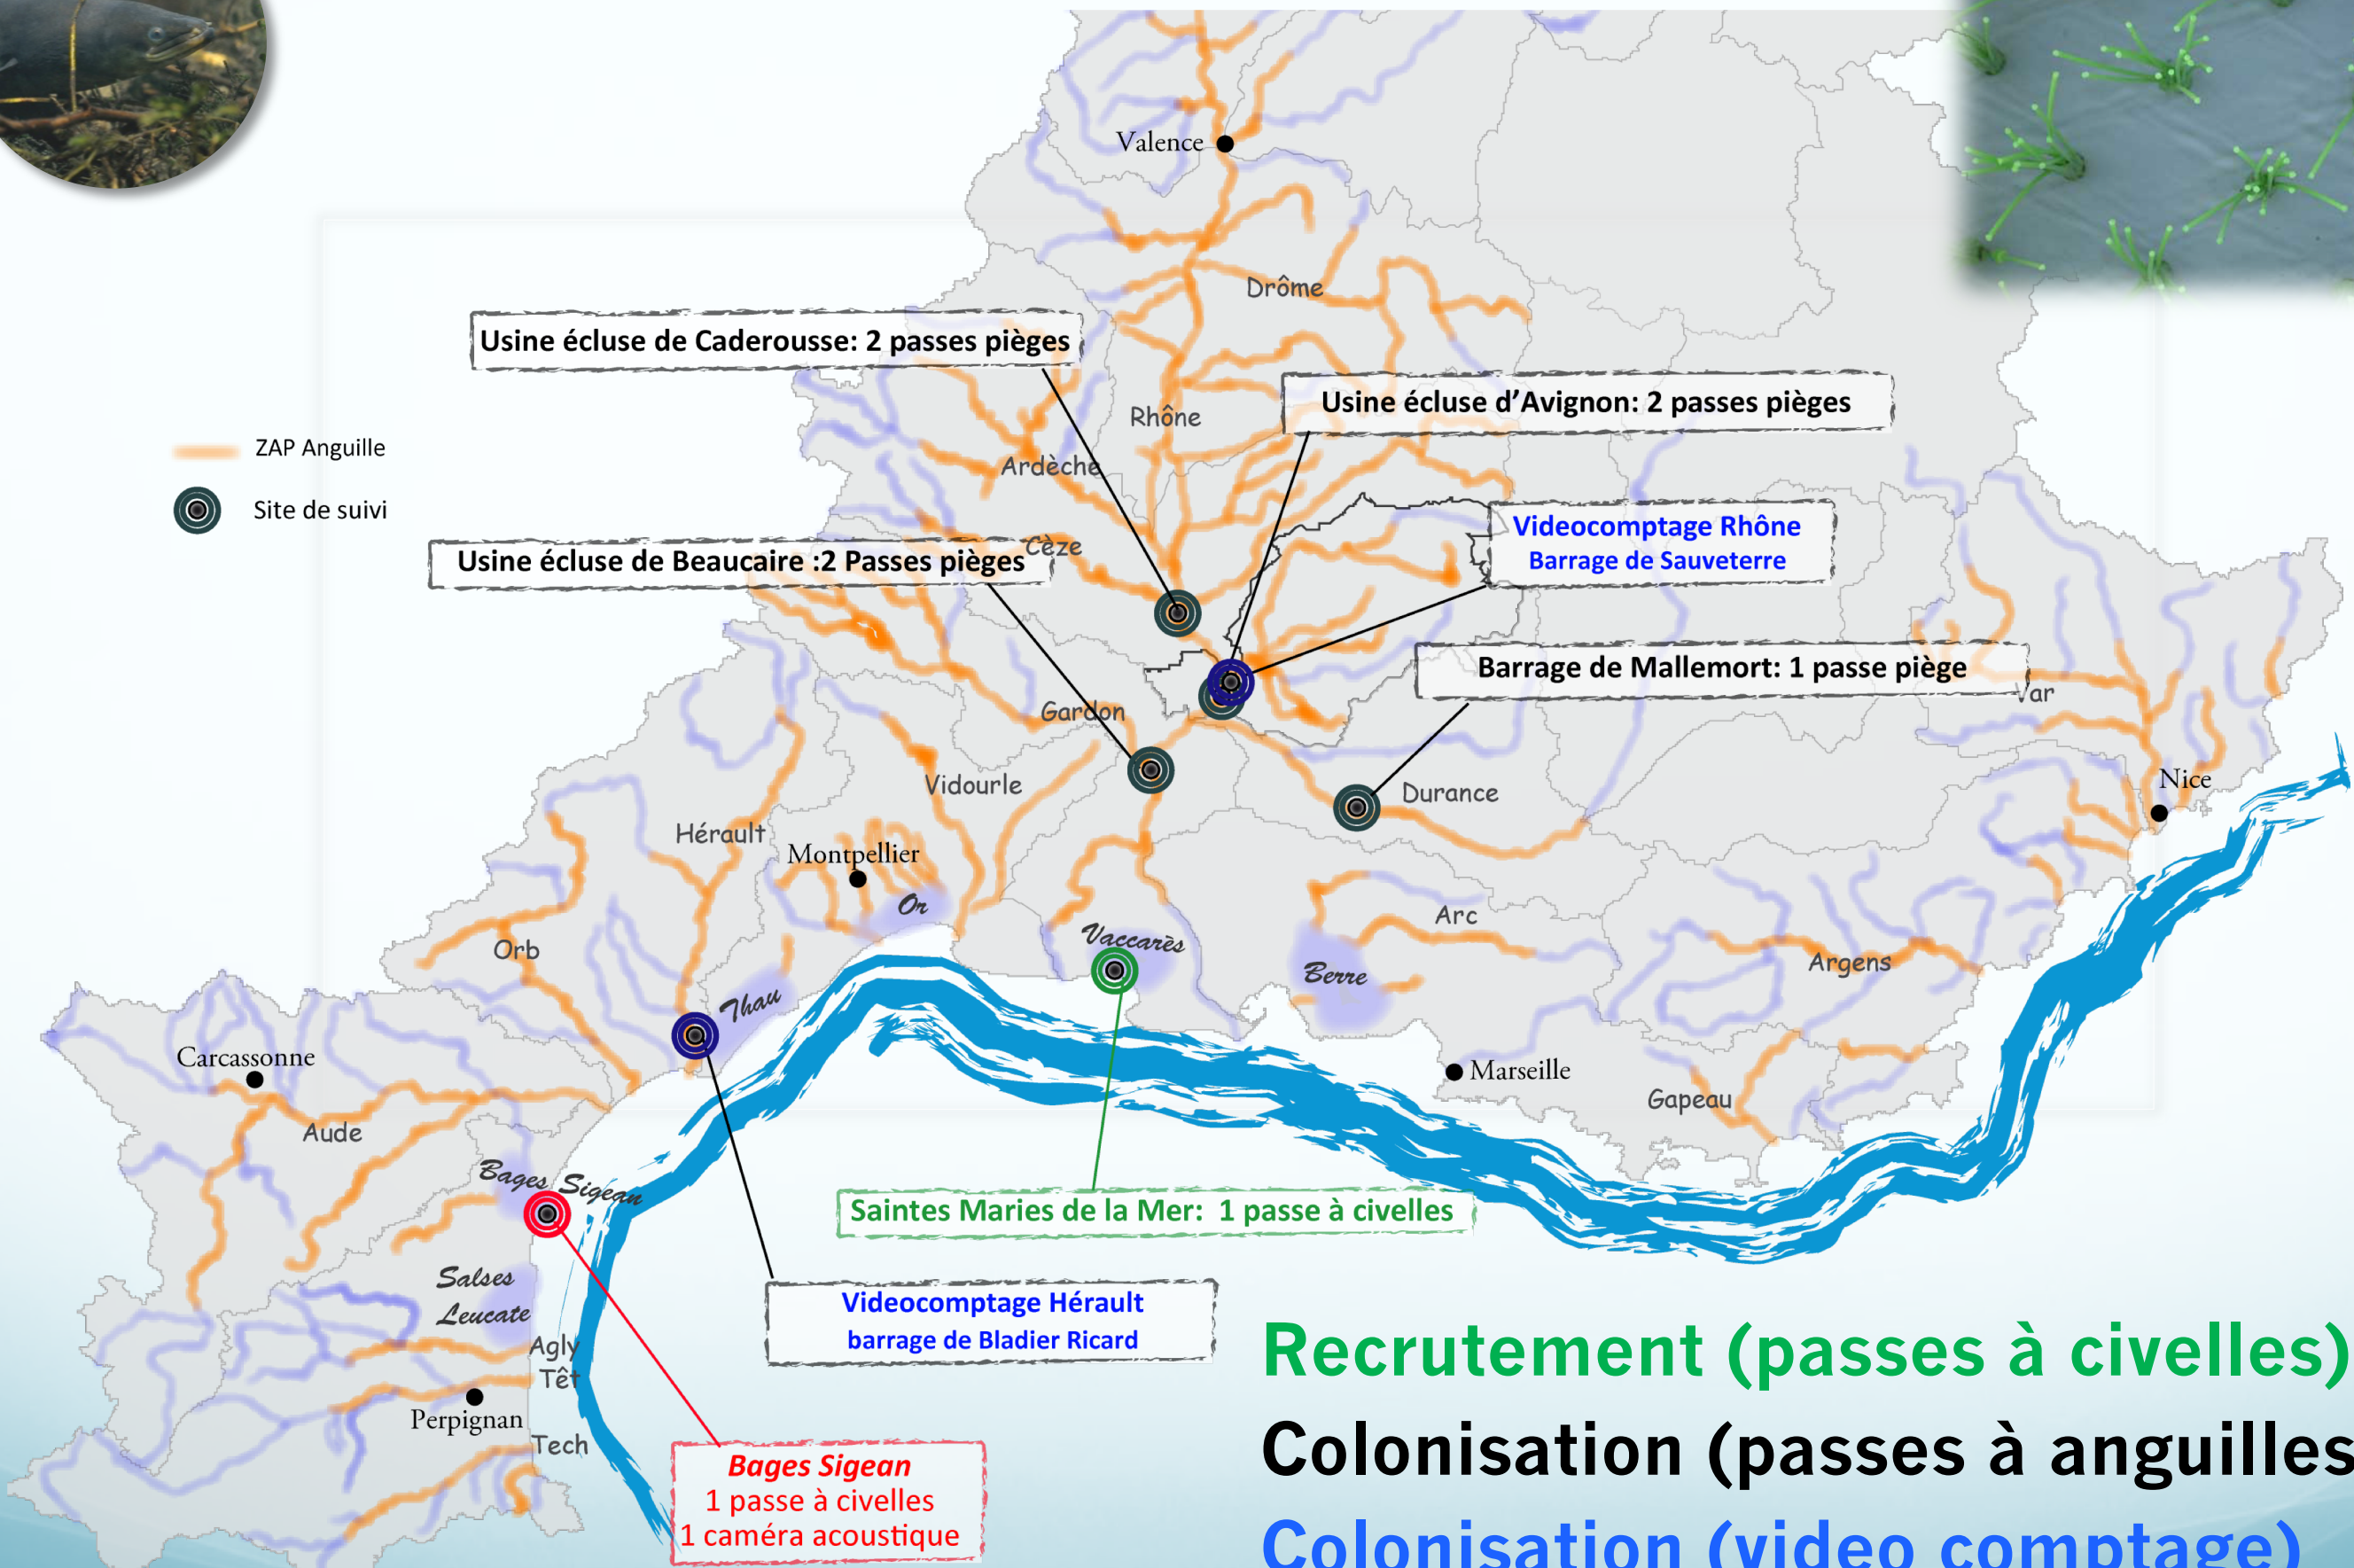 Valence
Drôme
Usine écluse de Caderousse: 2 passes pièges
Usine écluse d’Avignon: 2 passes pièges
Rhône
ZAP Anguille
Ardèche
Site de suivi
Videocomptage Rhône
Barrage de Sauveterre
Cèze
Usine écluse de Beaucaire :2 Passes pièges
Barrage de Mallemort: 1 passe piège
Var
Gardon
Nice
Vidourle
Durance
Hérault
Montpellier
Or
Arc
Vaccarès
Orb
Argens
Berre
Thau
Carcassonne
Marseille
Gapeau
Aude
Bages Sigean
Saintes Maries de la Mer: 1 passe à civelles
Salses
Leucate
Videocomptage Hérault
barrage de Bladier Ricard
Agly
Têt
Perpignan
Tech
Recrutement (passes à civelles)
Colonisation (passes à anguilles
Bages Sigean
1 passe à civelles
1 caméra acoustique
Colonisation (video comptage)